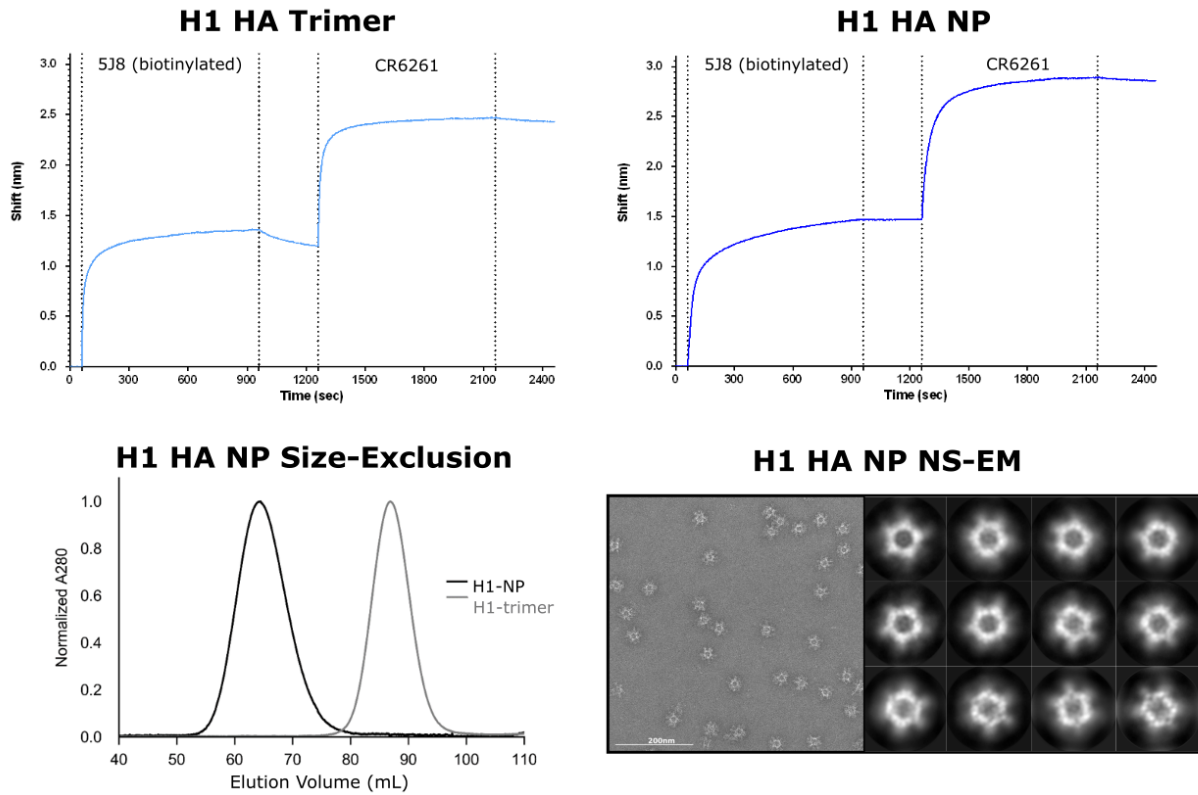 H1 HA Trimer
5J8 (biotinylated)
CR6261
3.0
2.5
2.0
1.5
1.0
0.5
0.0
Shift (nm)
0 300 600 900 1200 1500 1800 2100 2400
Time (sec)
H1 HA NP
5J8 (biotinylated)
CR6261
3.0
2.5
2.0
1.5
1.0
0.5
0.0
Shift (nm)
0 300 600 900 1200 1500 1800 2100 2400
Time (sec)
H1 HA NP Size-Exclusion
1.0
0.8
0.6
0.4
0.2
0.0
Normalized A280
H1-NP
H1-trimer
40 50 60 70 80 90 100 110
Elution Volume (mL)
H1 HA NP NS-EM
200nm